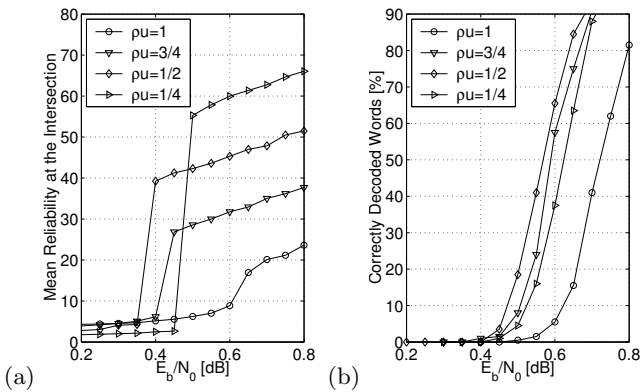 (a)
Mean Reliability at the Intersection
80
70
60
50
40
30
20
10
0
0.2
0.4
0.6
0.8
E_b/N_0 [dB]
ρu=1
ρu=3/4
ρu=1/2
ρu=1/4
(b)
Correctly Decoded Words [%]
90
80
70
60
50
40
30
20
10
0
0.2
0.4
0.6
0.8
E_b/N_0 [dB]
ρu=1
ρu=3/4
ρu=1/2
ρu=1/4